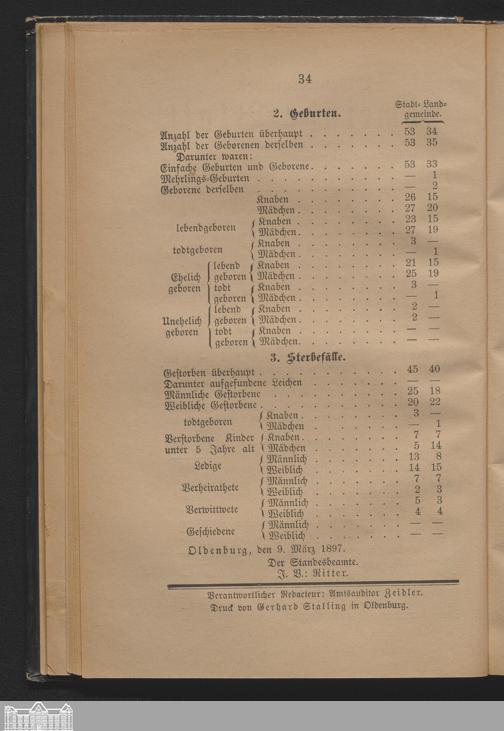 34
2. Geburten.
Stadt- Land-
gemeinde.
Anzahl der Geburten überhaupt . . . . . . . . 53 34
Anzahl der Geborenen derselben . . . . . . . . 53 35
Darunter waren:
Einfache Geburten und Geborene . . . . . . . . 53 33
Mehrlings-Geburten . . . . . . . . — 1
Geborene derselben . . . . . . . . — 2
Knaben . . . . . . . . 26 15
Mädchen . . . . . . . . 27 20
lebendgeboren { Knaben . . . . . . . . 23 15
Mädchen . . . . . . . . 27 19
todtgeboren { Knaben . . . . . . . . 3 —
Mädchen . . . . . . . . — 1
Ehelich geboren { lebend geboren { Knaben . . . . . . . . 21 15
Mädchen . . . . . . . . 25 19
todt geboren { Knaben . . . . . . . . 3 —
Mädchen . . . . . . . . — 1
Unehelich geboren { lebend geboren { Knaben . . . . . . . . 2 —
Mädchen . . . . . . . . 2 —
todt geboren { Knaben . . . . . . . . — —
Mädchen . . . . . . . . — —
3. Sterbefälle.
Gestorben überhaupt . . . . . . . . 45 40
Darunter aufgefundene Leichen . . . . . . . . — —
Männliche Gestorbene . . . . . . . . 25 18
Weibliche Gestorbene . . . . . . . . 20 22
todtgeboren { Knaben . . . . . . . . 3 —
Mädchen . . . . . . . . — 1
Verstorbene Kinder unter 5 Jahre alt { Knaben . . . . . . . . 7 7
Mädchen . . . . . . . . 5 14
Ledige { Männlich . . . . . . . . 13 8
Weiblich . . . . . . . . 14 15
Verheirathete { Männlich . . . . . . . . 7 7
Weiblich . . . . . . . . 2 3
Verwittwete { Männlich . . . . . . . . 5 3
Weiblich . . . . . . . . 4 4
Geschiedene { Männlich . . . . . . . . — —
Weiblich . . . . . . . . — —
Oldenburg, den 9. März 1897.
Der Standesbeamte.
J. V.: Ritter.
Verantwortlicher Redacteur: Amtsauditor Zeidler.
Druck von Gerhard Stalling in Oldenburg.